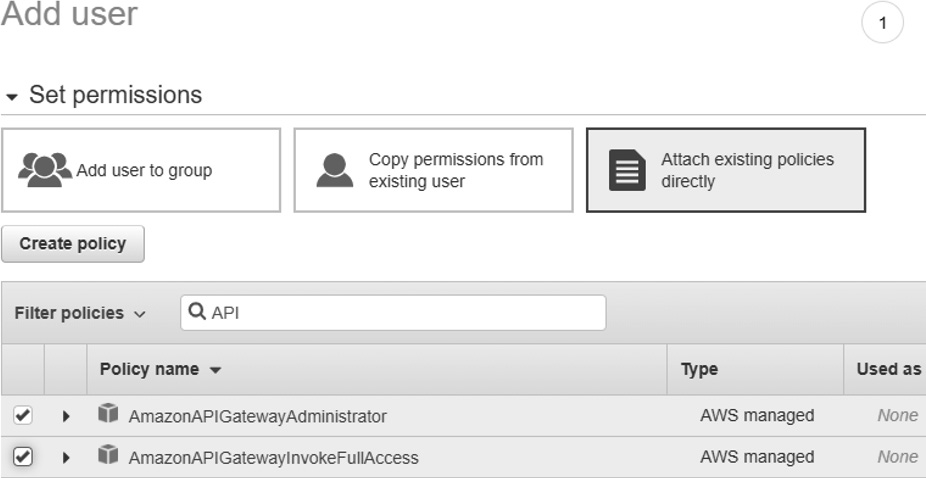 Add user
1
Set permissions
Add user to group
Copy permissions from
existing user
Attach existing policies
directly
Create policy
Filter policies
API
Policy name
Type
Used as
AmazonAPIGatewayAdministrator
AWS managed
None
AmazonAPIGatewayInvokeFullAccess
AWS managed
None